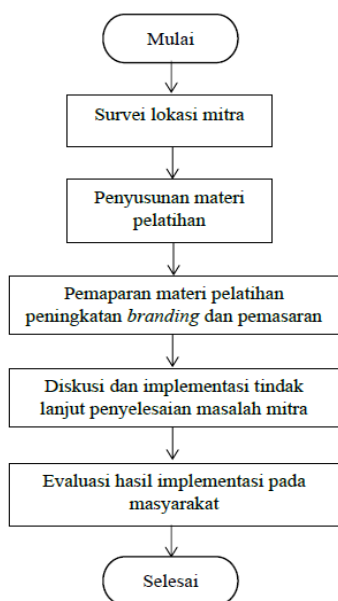 Mulai
Survei lokasi mitra
Penyusunan materi
pelatihan
Pemaparan materi pelatihan
peningkatan branding dan pemasaran
Diskusi dan implementasi tindak
lanjut penyelesaian masalah mitra
Evaluasi hasil implementasi pada
masyarakat
Selesai